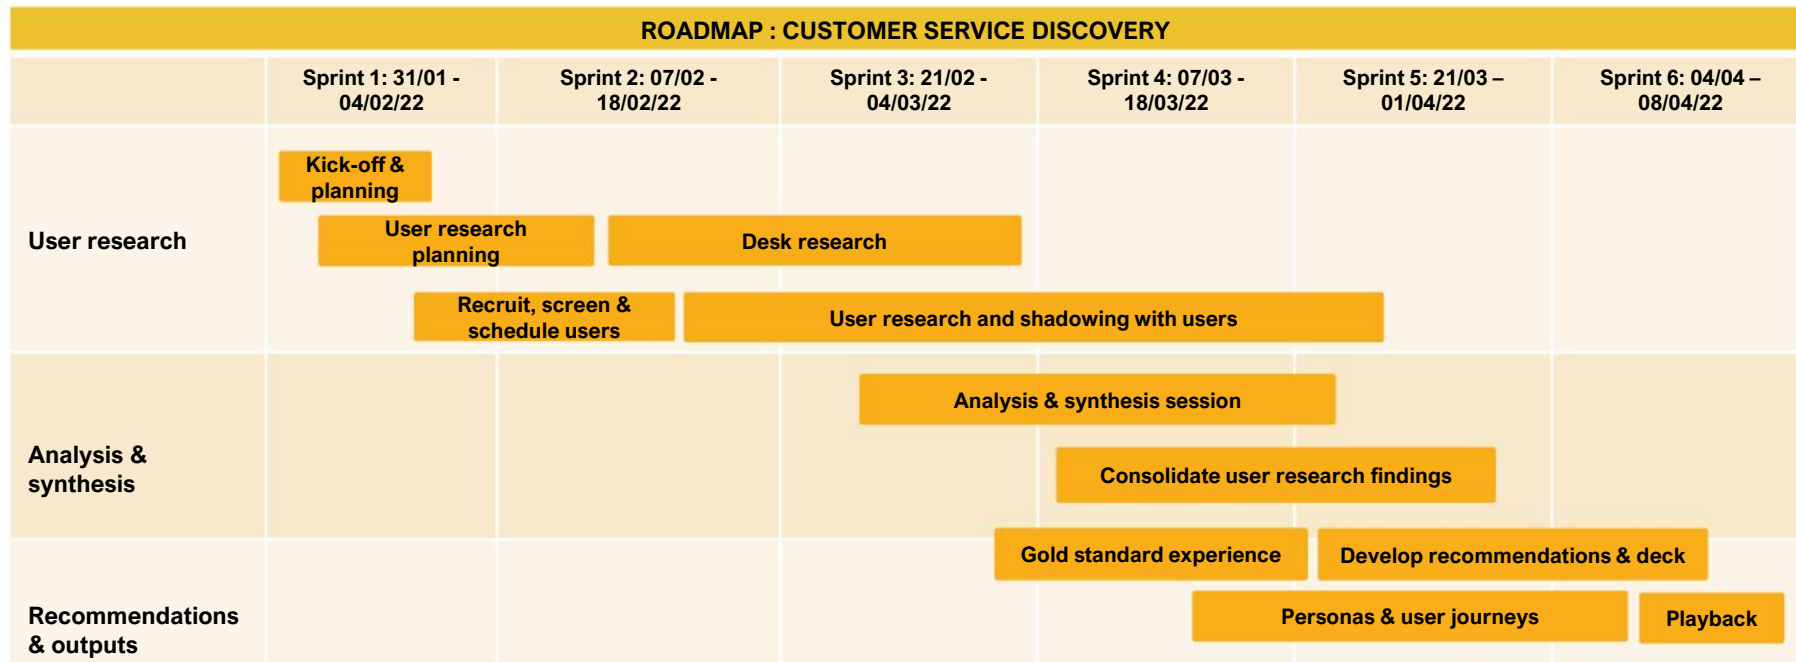 ROADMAP : CUSTOMER SERVICE DISCOVERY
Sprint 1: 31/01 -
04/02/22
Sprint 2: 07/02 -
18/02/22
Sprint 3: 21/02 -
04/03/22
Sprint 4: 07/03 -
18/03/22
Sprint 5: 21/03 –
01/04/22
Sprint 6: 04/04 –
08/04/22
User research
Kick-off &
planning
User research
planning
Desk research
Recruit, screen &
schedule users
User research and shadowing with users
Analysis &
synthesis
Analysis & synthesis session
Consolidate user research findings
Recommendations
& outputs
Gold standard experience
Develop recommendations & deck
Personas & user journeys
Playback